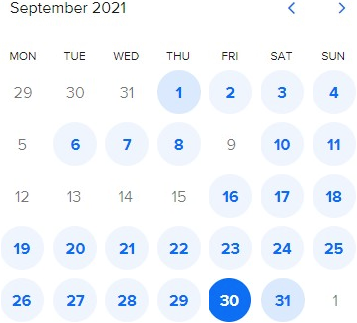 September 2021
MON TUE WED THU FRI SAT SUN
29 30 31 1 2 3 4
5 6 7 8 9 10 11
12 13 14 15 16 17 18
19 20 21 22 23 24 25
26 27 28 29 30 31 1